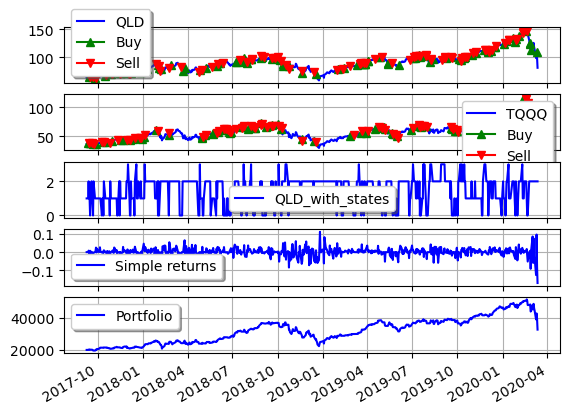 QLD
Buy
Sell
150
100
TQQQ
Buy
Sell
100
50
QLD_with_states
2
0
Simple returns
0.1
0.0
−0.1
Portfolio
40000
20000
2017-10 2018-01 2018-04 2018-07 2018-10 2019-01 2019-04 2019-07 2019-10 2020-01 2020-04